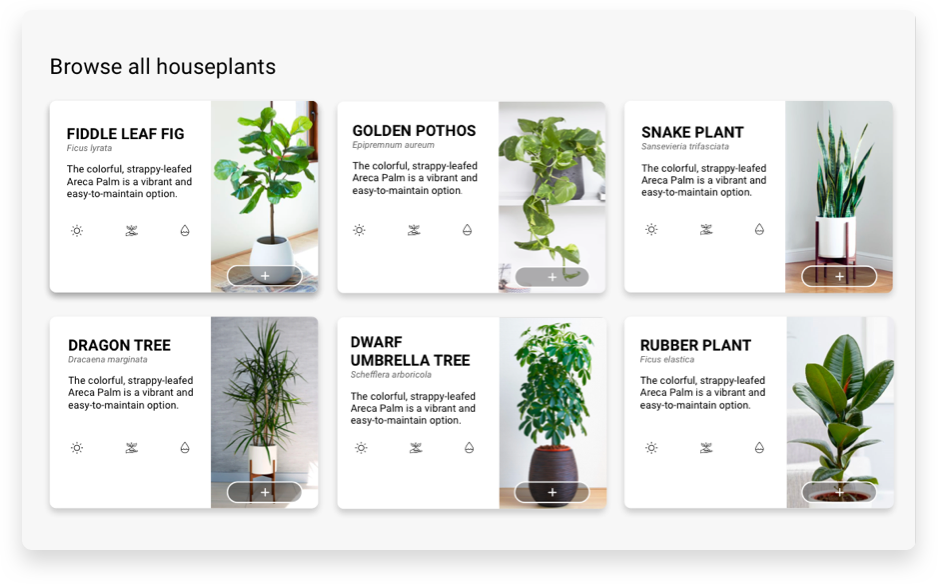 Browse all houseplants
FIDDLE LEAF FIG
Ficus lyrata
The colorful, strappy-leafed
Areca Palm is a vibrant and
easy-to-maintain option.
+
GOLDEN POTHOS
Epipremnum aureum
The colorful, strappy-leafed
Areca Palm is a vibrant and
easy-to-maintain option.
+
SNAKE PLANT
Sansevieria trifasciata
The colorful, strappy-leafed
Areca Palm is a vibrant and
easy-to-maintain option.
+
DRAGON TREE
Dracaena marginata
The colorful, strappy-leafed
Areca Palm is a vibrant and
easy-to-maintain option.
+
DWARF
UMBRELLA TREE
Schefflera arboricola
The colorful, strappy-leafed
Areca Palm is a vibrant and
easy-to-maintain option.
+
RUBBER PLANT
Ficus elastica
The colorful, strappy-leafed
Areca Palm is a vibrant and
easy-to-maintain option.
+